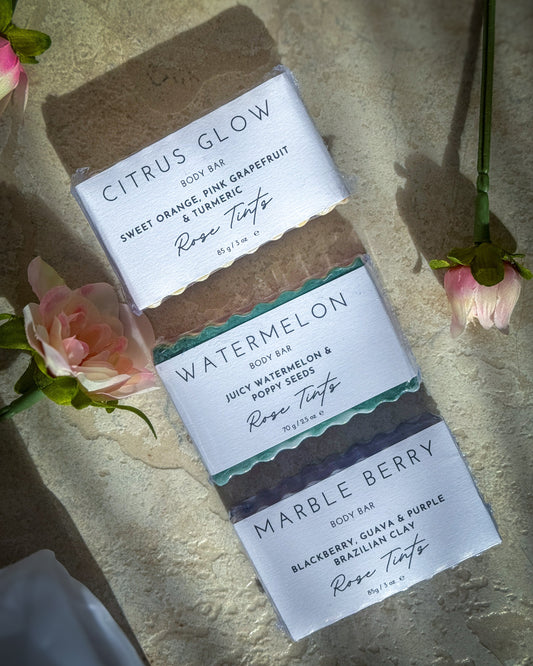 CITRUS GLOW
BODY BAR
SWEET ORANGE, PINK GRAPEFRUIT
& TURMERIC
Rose Tints
85g / 3 oz ℮
WATERMELON
BODY BAR
JUICY WATERMELON &
POPPY SEEDS
Rose Tints
70g / 2.5 oz ℮
MARBLE BERRY
BODY BAR
BLACKBERRY, GUAVA & PURPLE
BRAZILIAN CLAY
Rose Tints
85g / 3 oz ℮